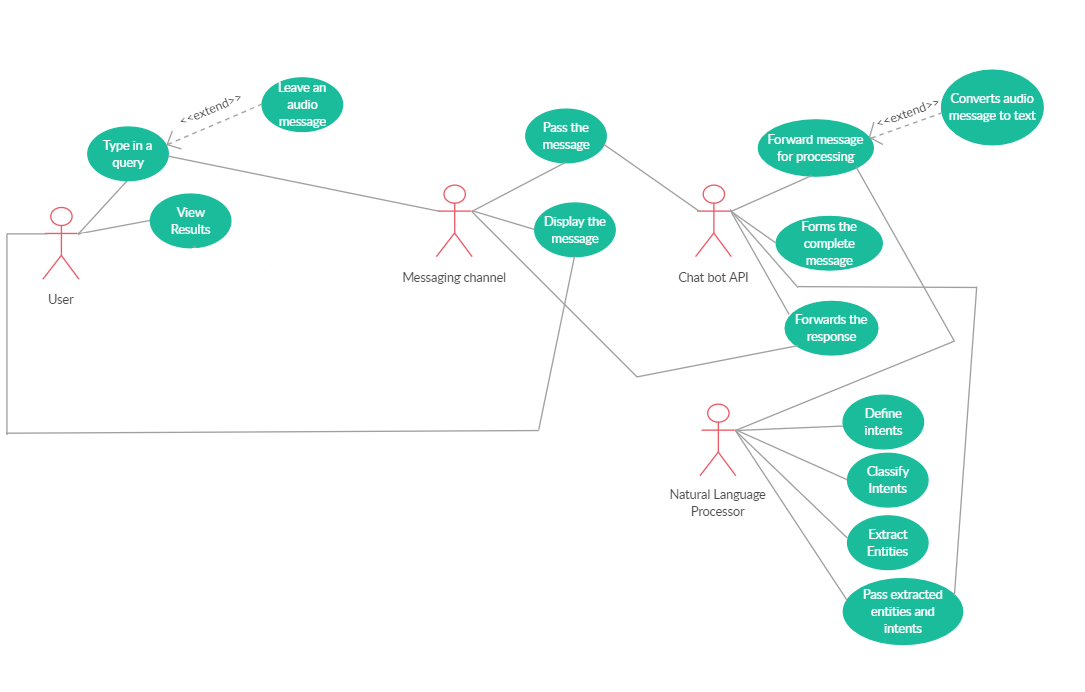 <<extend>>
Leave an
audio
message
Type in a
query
View
Results
User
Pass the
message
Display the
message
Messaging channel
<<extend>>
Converts audio
message to text
Forward message
for processing
Forms the
complete
message
Chat bot API
Forwards the
response
Natural Language
Processor
Define
intents
Classify
Intents
Extract
Entities
Pass extracted
entities and
intents